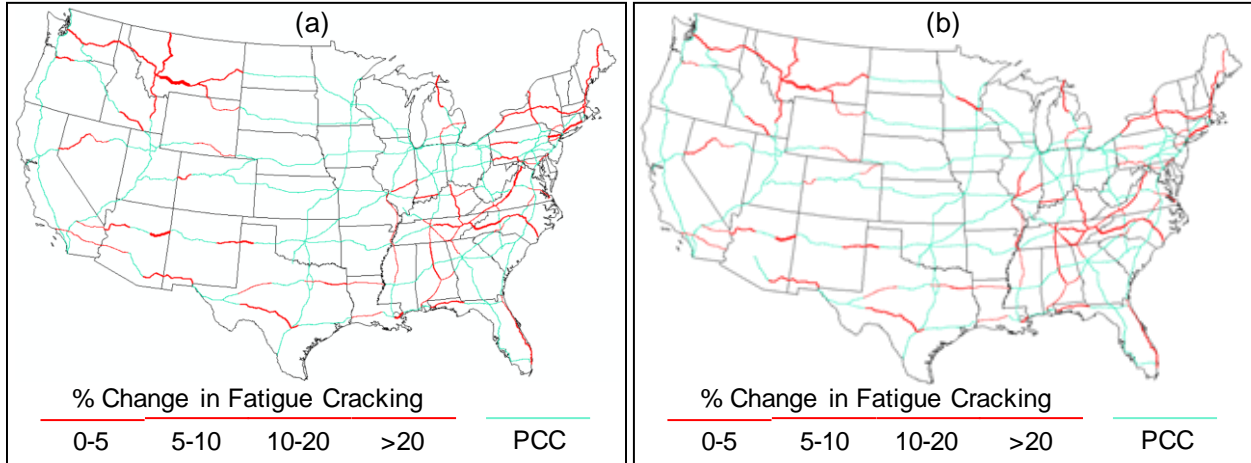 (a)
% Change in Fatigue Cracking
0-5 5-10 10-20 >20 PCC
(b)
% Change in Fatigue Cracking
0-5 5-10 10-20 >20 PCC